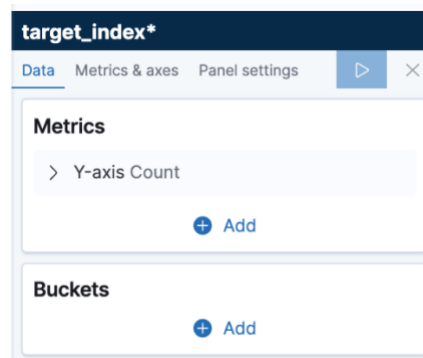 target_index*
Data Metrics & axes Panel settings
Metrics
Y-axis Count
Add
Buckets
Add